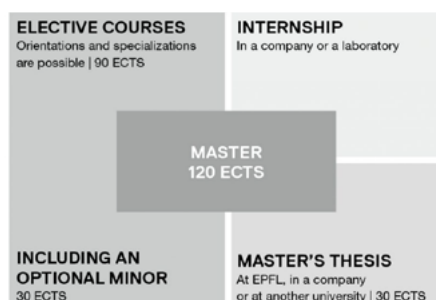 ELECTIVE COURSES
Orientations and specializations
are possible | 90 ECTS
INTERNSHIP
In a company or a laboratory
MASTER
120 ECTS
INCLUDING AN
OPTIONAL MINOR
30 ECTS
MASTER'S THESIS
At EPFL, in a company
or at another university | 30 ECTS